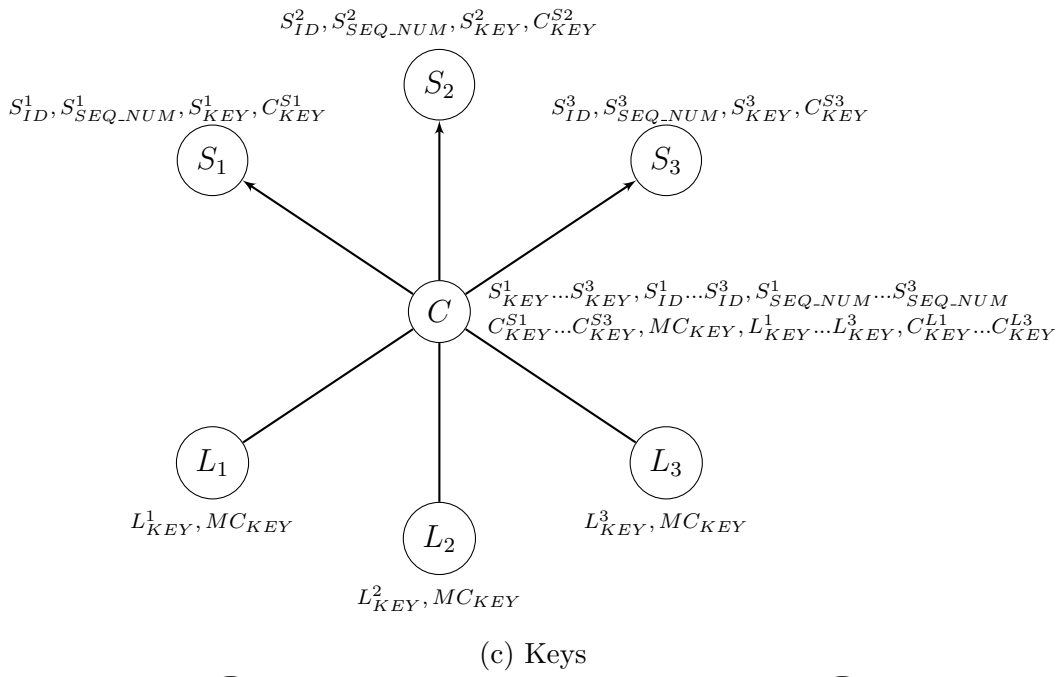 $S^2_{ID}, S^2_{SEQ\_NUM}, S^2_{KEY}, C^{S2}_{KEY}$
$S_2$
$S^1_{ID}, S^1_{SEQ\_NUM}, S^1_{KEY}, C^{S1}_{KEY}$
$S_1$
$S^3_{ID}, S^3_{SEQ\_NUM}, S^3_{KEY}, C^{S3}_{KEY}$
$S_3$
$C$
$S^1_{KEY}...S^3_{KEY}, S^1_{ID}...S^3_{ID}, S^1_{SEQ\_NUM}...S^3_{SEQ\_NUM}$
$C^{S1}_{KEY}...C^{S3}_{KEY}, MC_{KEY}, L^1_{KEY}...L^3_{KEY}, C^{L1}_{KEY}...C^{L3}_{KEY}$
$L_1$
$L^1_{KEY}, MC_{KEY}$
$L_2$
$L^2_{KEY}, MC_{KEY}$
$L_3$
$L^3_{KEY}, MC_{KEY}$
(c) Keys